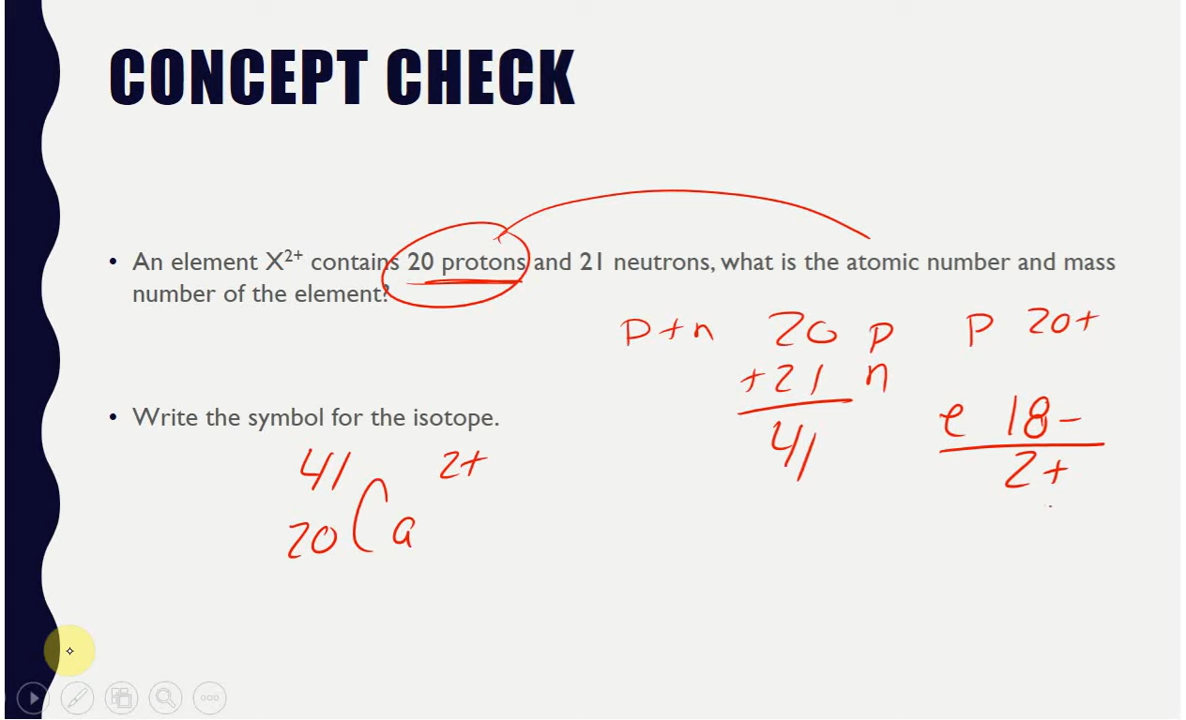 CONCEPT CHECK
• An element X²⁺ contains 20 protons and 21 neutrons, what is the atomic number and mass
number of the element?
p+n 20 p p 20+
+21 n
• Write the symbol for the isotope.
e 18-
41
41 2+ 2+
20 Ca